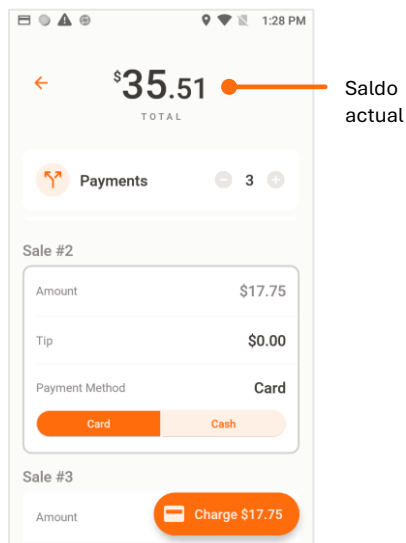 1:28 PM
$35.51
TOTAL
Saldo
actual
Payments
3
Sale #2
Amount $17.75
Tip $0.00
Payment Method Card
Card Cash
Sale #3
Amount
Charge $17.75